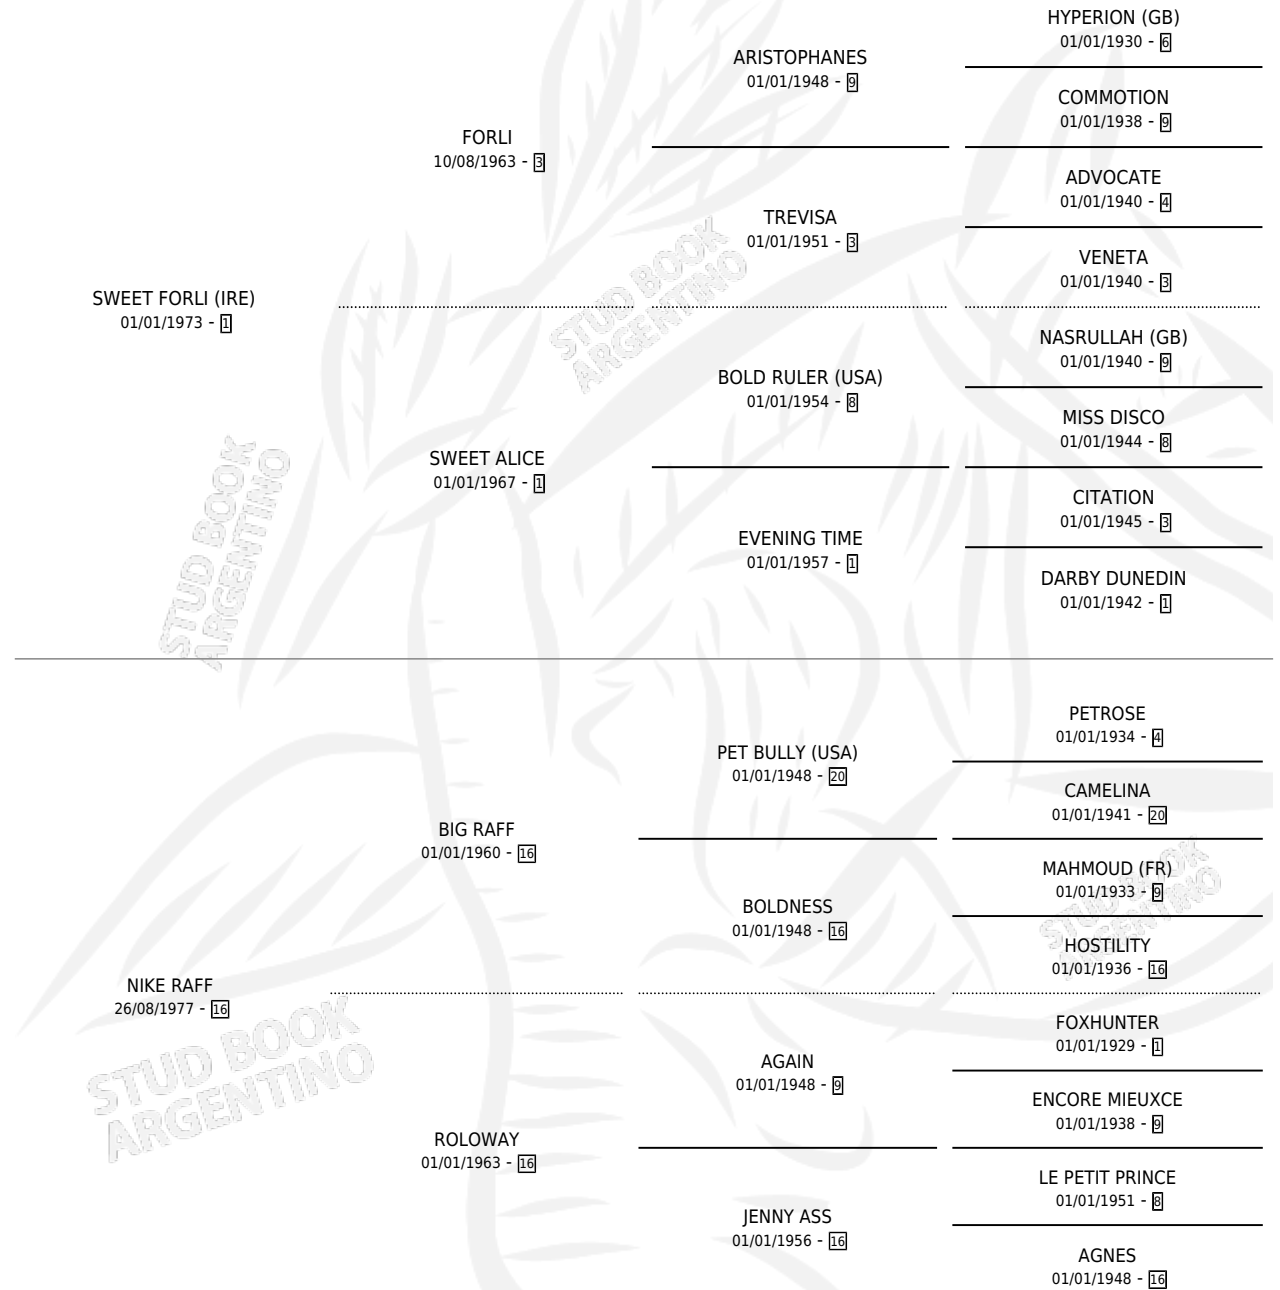 HYPERION (GB)
01/01/1930 - 6
ARISTOPHANES
01/01/1948 - 9
COMMOTION
01/01/1938 - 9
FORLI
10/08/1963 - 3
ADVOCATE
01/01/1940 - 4
TREVISA
01/01/1951 - 3
VENETA
01/01/1940 - 3
SWEET FORLI (IRE)
01/01/1973 - 1
NASRULLAH (GB)
01/01/1940 - 9
BOLD RULER (USA)
01/01/1954 - 8
MISS DISCO
01/01/1944 - 8
SWEET ALICE
01/01/1967 - 1
CITATION
01/01/1945 - 3
EVENING TIME
01/01/1957 - 1
DARBY DUNEDIN
01/01/1942 - 1
PETROSE
01/01/1934 - 4
PET BULLY (USA)
01/01/1948 - 20
CAMELINA
01/01/1941 - 20
BIG RAFF
01/01/1960 - 16
MAHMOUD (FR)
01/01/1933 - 9
BOLDNESS
01/01/1948 - 16
HOSTILITY
01/01/1936 - 16
NIKE RAFF
26/08/1977 - 16
FOXHUNTER
01/01/1929 - 1
AGAIN
01/01/1948 - 9
ENCORE MIEUXCE
01/01/1938 - 9
ROLOWAY
01/01/1963 - 16
LE PETIT PRINCE
01/01/1951 - 8
JENNY ASS
01/01/1956 - 16
AGNES
01/01/1948 - 16
STUD BOOK
ARGENTINO
STUD BOOK
ARGENTINO
STUD BOOK
ARGENTINO
STUD BOOK
ARGENTINO